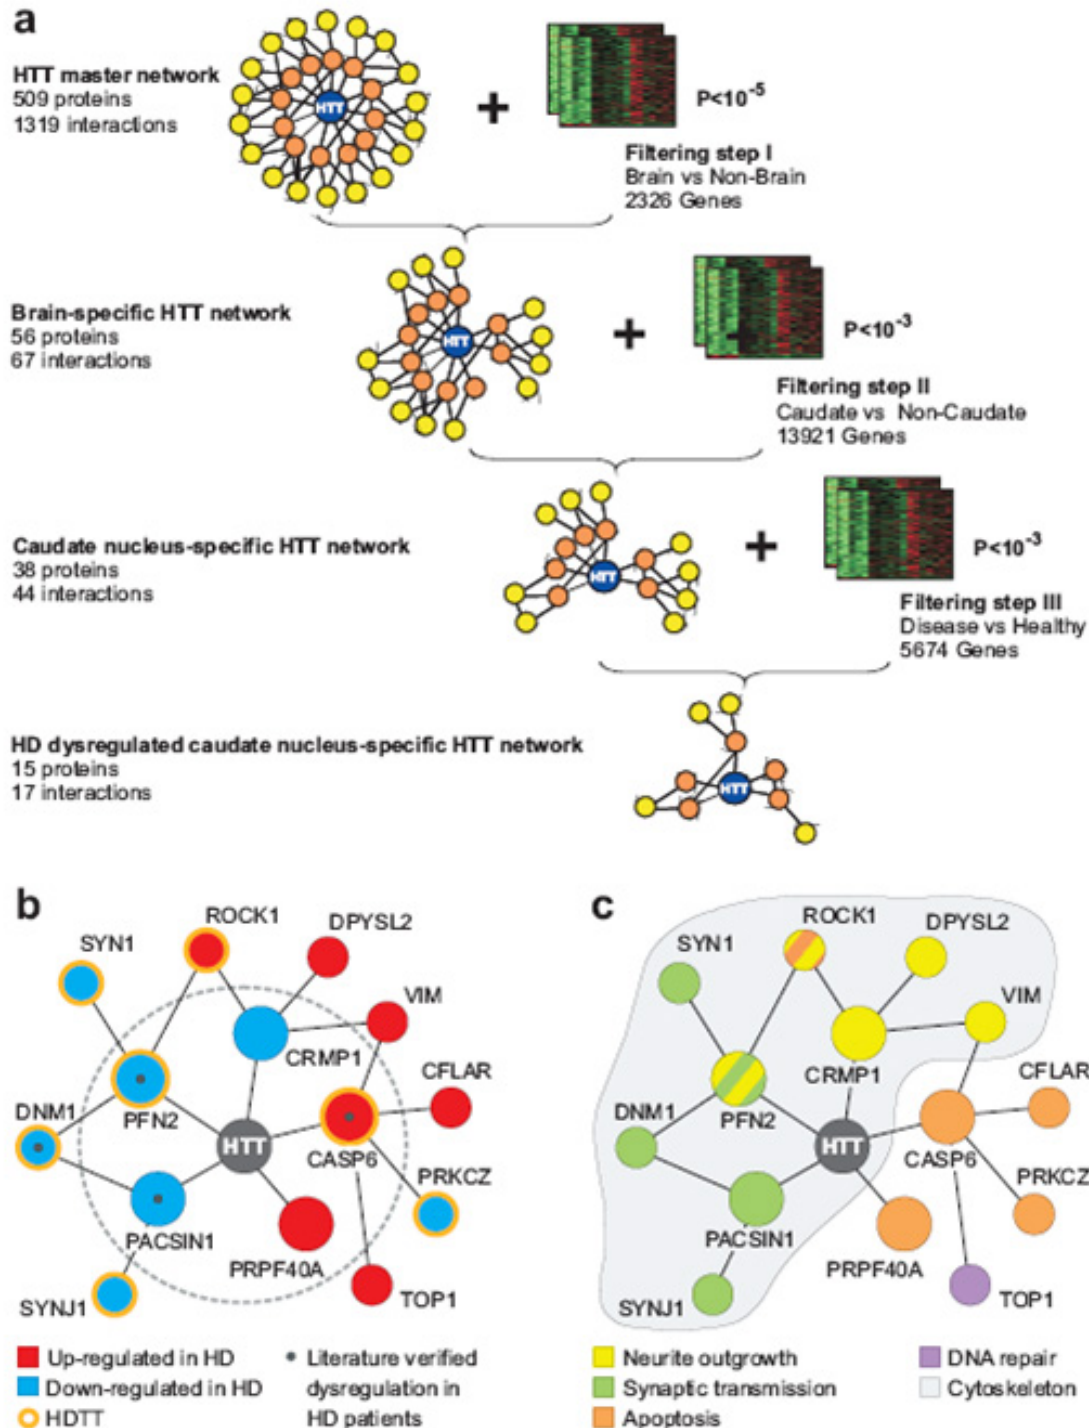 a
HTT master network
509 proteins
1319 interactions
HTT
+
P<10-5
Filtering step I
Brain vs Non-Brain
2326 Genes
Brain-specific HTT network
56 proteins
67 interactions
HTT
+
P<10-3
Filtering step II
Caudate vs Non-Caudate
13921 Genes
Caudate nucleus-specific HTT network
38 proteins
44 interactions
HTT
+
P<10-3
Filtering step III
Disease vs Healthy
5674 Genes
HD dysregulated caudate nucleus-specific HTT network
15 proteins
17 interactions
HTT
b
ROCK1
DPYSL2
SYN1
VIM
CRMP1
CFLAR
DNM1
PFN2
HTT
CASP6
PRKCZ
PACSIN1
PRPF40A
SYNJ1
TOP1
Up-regulated in HD
Down-regulated in HD
HDTT
Literature verified
dysregulation in
HD patients
c
ROCK1
DPYSL2
SYN1
VIM
CRMP1
CFLAR
DNM1
PFN2
HTT
CASP6
PRKCZ
PACSIN1
PRPF40A
SYNJ1
TOP1
Neurite outgrowth
Synaptic transmission
Apoptosis
DNA repair
Cytoskeleton